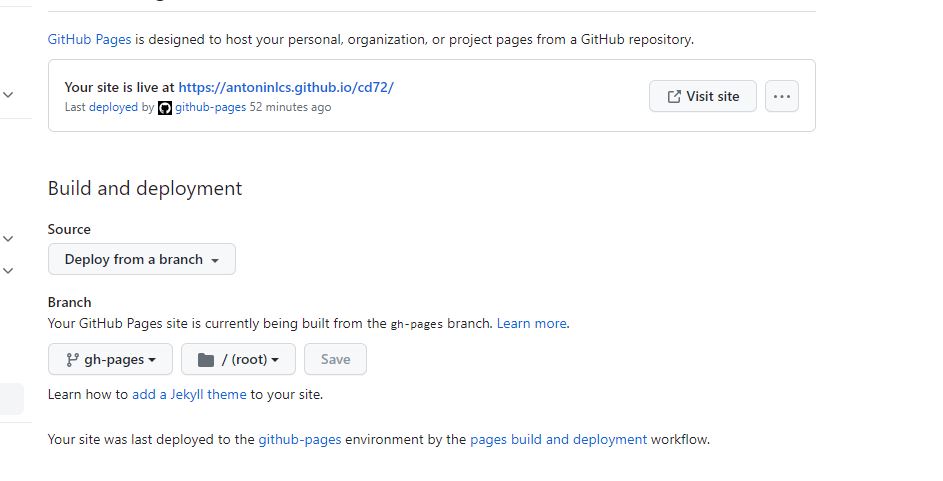 GitHub Pages is designed to host your personal, organization, or project pages from a GitHub repository.
Your site is live at https://antoninlcs.github.io/cd72/
Last deployed by github-pages 52 minutes ago
Visit site
Build and deployment
Source
Deploy from a branch
Branch
Your GitHub Pages site is currently being built from the gh-pages branch. Learn more.
gh-pages
/ (root)
Save
Learn how to add a Jekyll theme to your site.
Your site was last deployed to the github-pages environment by the pages build and deployment workflow.